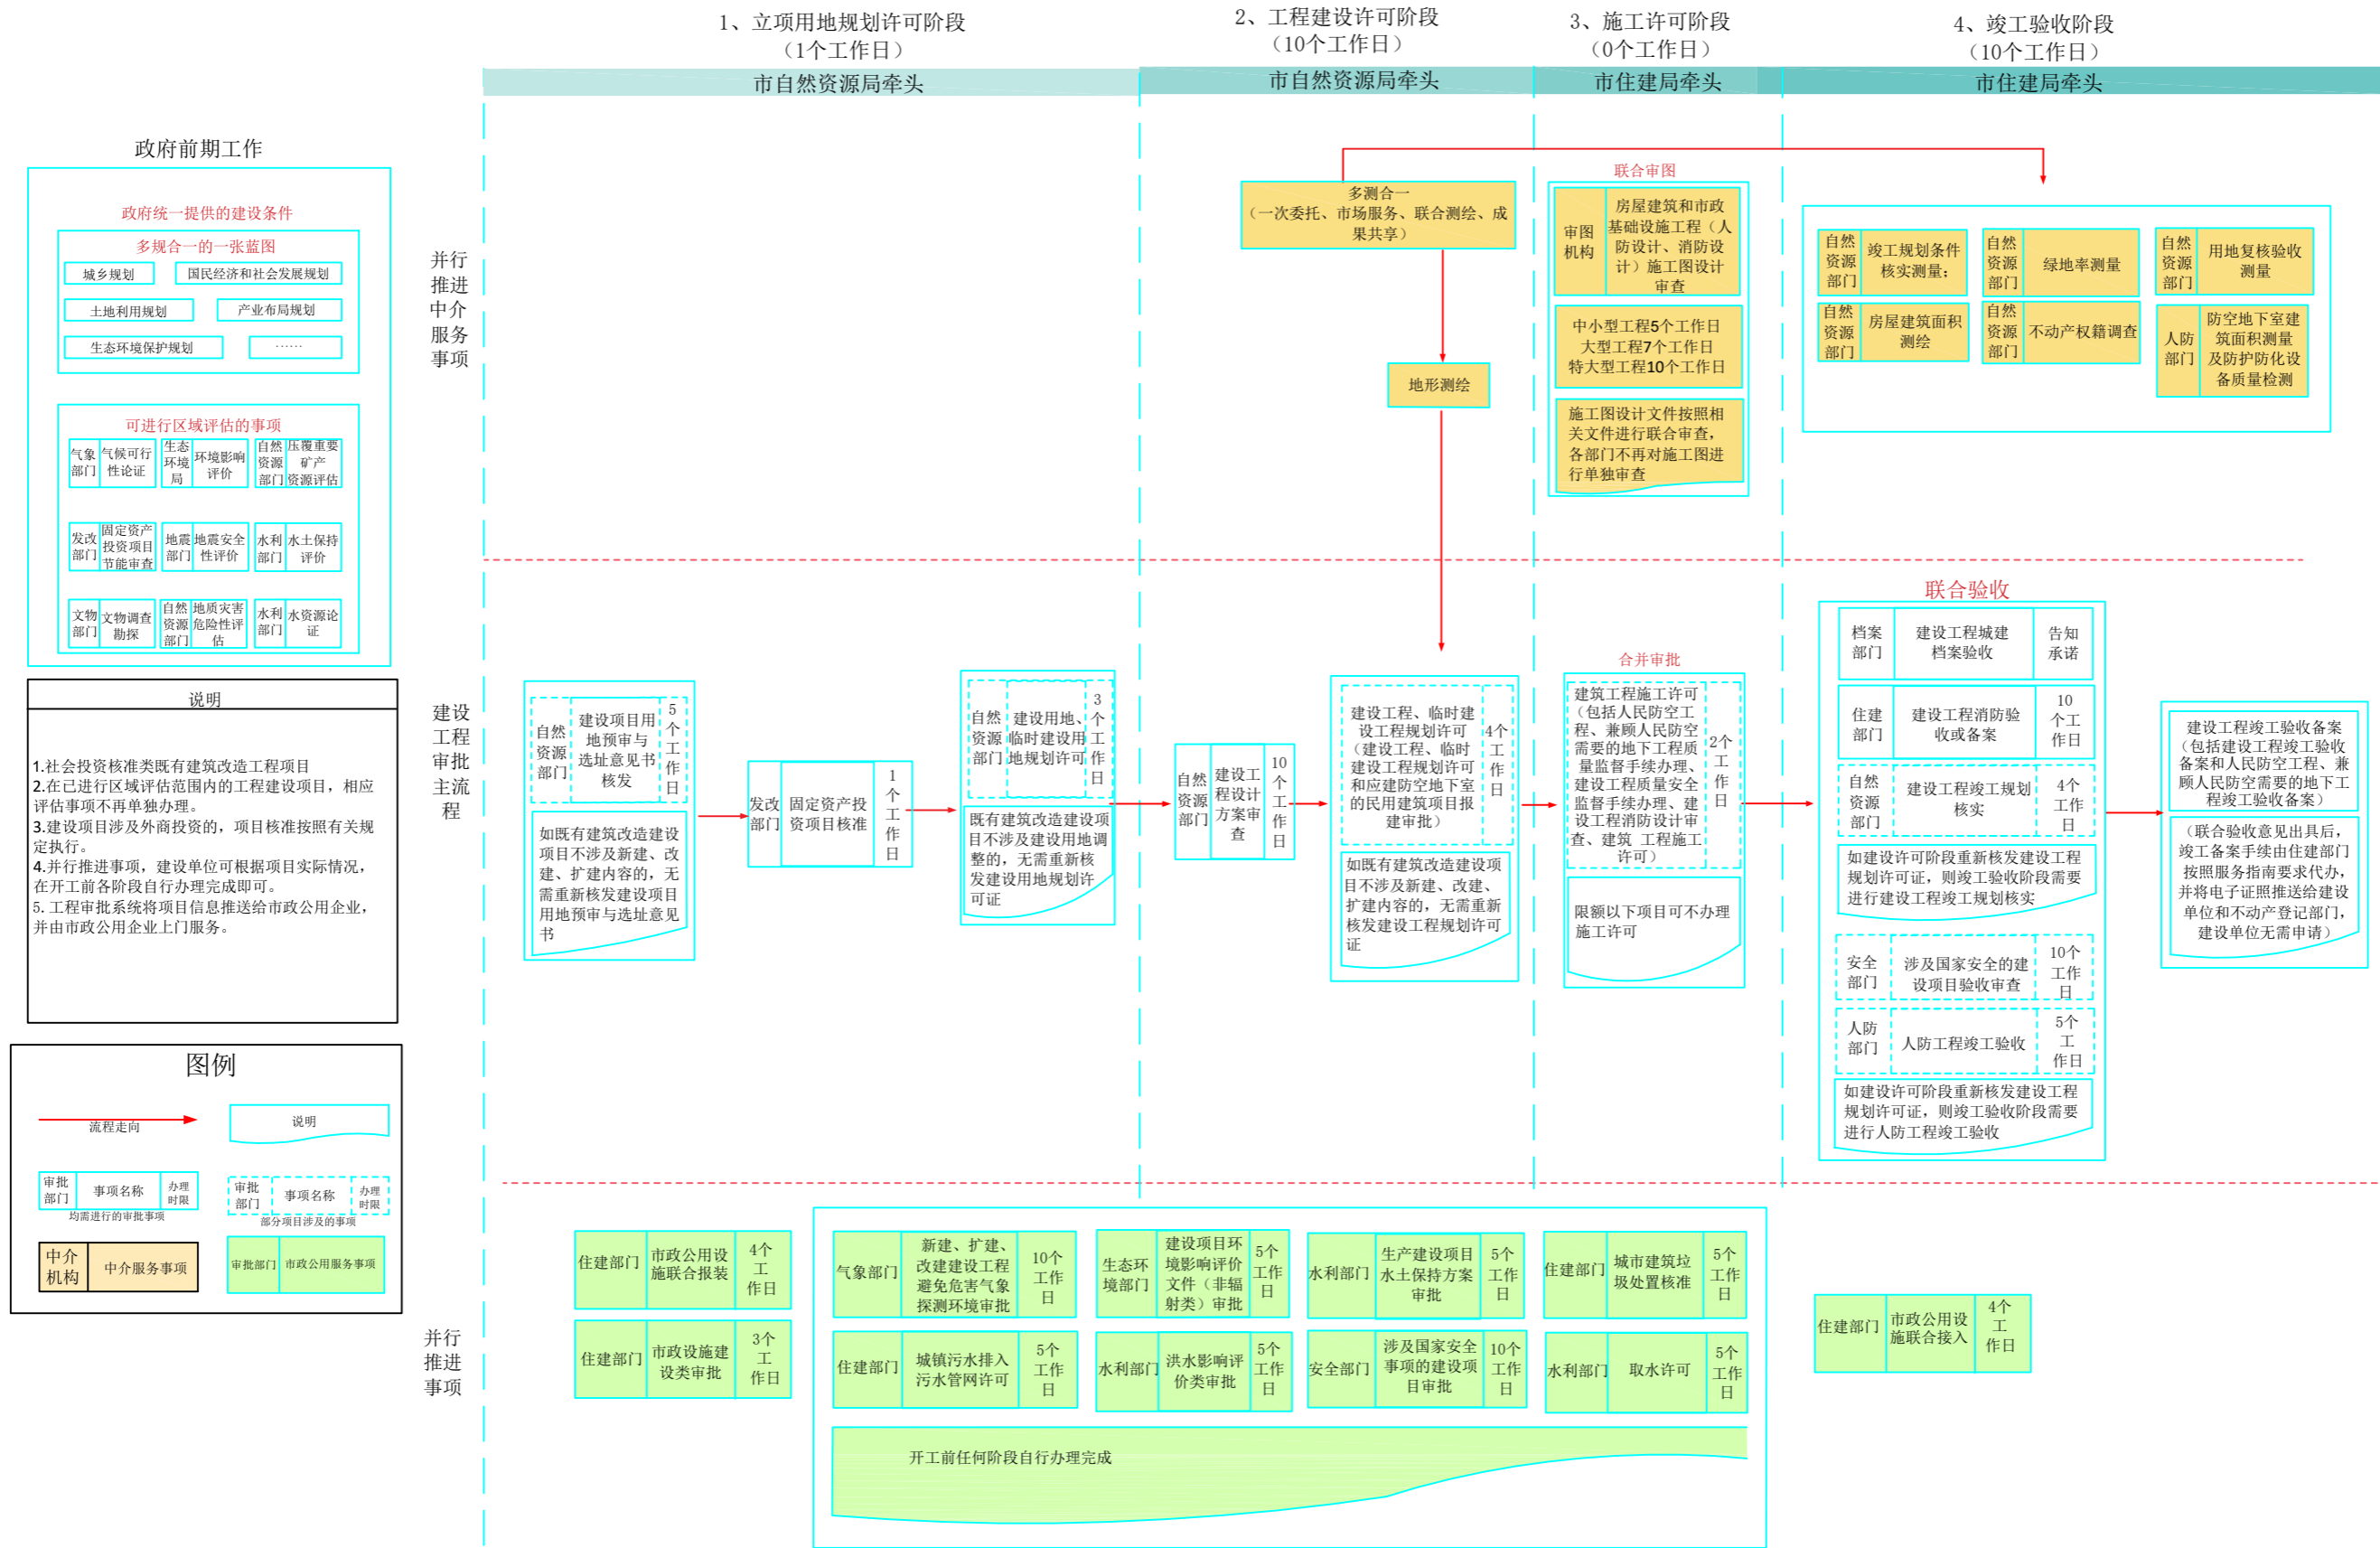 1、立项用地规划许可阶段
（1个工作日）
2、工程建设许可阶段
（10个工作日）
3、施工许可阶段
（0个工作日）
4、竣工验收阶段
（10个工作日）
市自然资源局牵头
市自然资源局牵头
市住建局牵头
市住建局牵头
政府前期工作
政府统一提供的建设条件
多规合一的一张蓝图
城乡规划
国民经济和社会发展规划
土地利用规划
产业布局规划
生态环境保护规划
······
可进行区域评估的事项
气象
部门
气候可行
性论证
生态
环境
局
环境影响
评价
自然
资源
部门
压覆重要
矿产
资源评估
发改
部门
固定资产
投资项目
节能审查
地震
部门
地震安全
性评价
水利
部门
水土保持
评价
文物
部门
文物调查
勘探
自然
资源
部门
地质灾害
危险性评
估
水利
部门
水资源论
证
说明
1.社会投资核准类既有建筑改造工程项目
2.在已进行区域评估范围内的工程建设项目，相应
评估事项不再单独办理。
3.建设项目涉及外商投资的，项目核准按照有关规
定执行。
4.并行推进事项，建设单位可根据项目实际情况，
在开工前各阶段自行办理完成即可。
5.工程审批系统将项目信息推送给市政公用企业，
并由市政公用企业上门服务。
图例
流程走向
说明
审批
部门
事项名称
办理
时限
均需进行的审批事项
审批
部门
事项名称
办理
时限
部分项目涉及的事项
中介
机构
中介服务事项
审批部门
市政公用服务事项
并行
推进
中介
服务
事项
多测合一
（一次委托、市场服务、联合测绘、成
果共享）
地形测绘
联合审图
审图
机构
房屋建筑和市政
基础设施工程（人
防设计、消防设
计）施工图设计
审查
中小型工程5个工作日
大型工程7个工作日
特大型工程10个工作日
施工图设计文件按照相
关文件进行联合审查，
各部门不再对施工图进
行单独审查
自然
资源
部门
竣工规划条件
核实测量；
自然
资源
部门
绿地率测量
自然
资源
部门
用地复核验收
测量
自然
资源
部门
房屋建筑面积
测绘
自然
资源
部门
不动产权籍调查
人防
部门
防空地下室建
筑面积测量
及防护防化设
备质量检测
建设
工程
审批
主流
程
自然
资源
部门
建设项目用
地预审与
选址意见书
核发
5
个
工
作
日
如既有建筑改造建设
项目不涉及新建、改
建、扩建内容的，无
需重新核发建设项目
用地预审与选址意见
书
发改
部门
固定资产投
资项目核准
1
个
工
作
日
自然
资源
部门
建设用地、
临时建设用
地规划许可
3
个
工
作
日
既有建筑改造建设项
目不涉及建设用地调
整的，无需重新核
发建设用地规划许
可证
自然
资源
部门
建设工
程设计
方案审
查
10
个
工
作
日
建设工程、临时建
设工程规划许可
（建设工程、临时
建设工程规划许可
和应建防空地下室
的民用建筑项目报
建审批）
4个
工
作
日
如既有建筑改造建设项
目不涉及新建、改建、
扩建内容的，无需重新
核发建设工程规划许可
证
合并审批
建筑工程施工许可
（包括人民防空工
程、兼顾人民防空
需要的地下工程质
量监督手续办理、
建设工程质量安全
监督手续办理、建
设工程消防设计审
查、建筑 工程施工
许可）
2个
工
作
日
限额以下项目可不办理
施工许可
联合验收
档案
部门
建设工程城建
档案验收
告知
承诺
住建
部门
建设工程消防验
收或备案
10
个工
作日
自然
资源
部门
建设工程竣工规划
核实
4个
工作
日
如建设许可阶段重新核发建设工程
规划许可证，则竣工验收阶段需要
进行建设工程竣工规划核实
安全
部门
涉及国家安全的建
设项目验收审查
10个
工作
日
人防
部门
人防工程竣工验收
5个
工
作日
如建设许可阶段重新核发建设工程
规划许可证，则竣工验收阶段需要
进行人防工程竣工验收
建设工程竣工验收备案
（包括建设工程竣工验收
备案和人民防空工程、兼
顾人民防空需要的地下工
程竣工验收备案）
（联合验收意见出具后，
竣工备案手续由住建部门
按照服务指南要求代办，
并将电子证照推送给建设
单位和不动产登记部门，
建设单位无需申请）
并行
推进
事项
住建部门
市政公用设
施联合报装
4个
工
作日
住建部门
市政设施建
设类审批
3个
工
作日
气象部门
新建、扩建、
改建建设工程
避免危害气象
探测环境审批
10个
工作
日
生态环
境部门
建设项目环
境影响评价
文件（非辐
射类）审批
5个
工作
日
水利部门
生产建设项目
水土保持方案
审批
5个
工作
日
住建部门
城市建筑垃
圾处置核准
5个
工作
日
住建部门
城镇污水排入
污水管网许可
5个
工作
日
水利部门
洪水影响评
价类审批
5个
工作
日
安全部门
涉及国家安全
事项的建设项
目审批
10个
工作
日
水利部门
取水许可
5个
工作
日
开工前任何阶段自行办理完成
住建部门
市政公用设
施联合接入
4个
工
作日